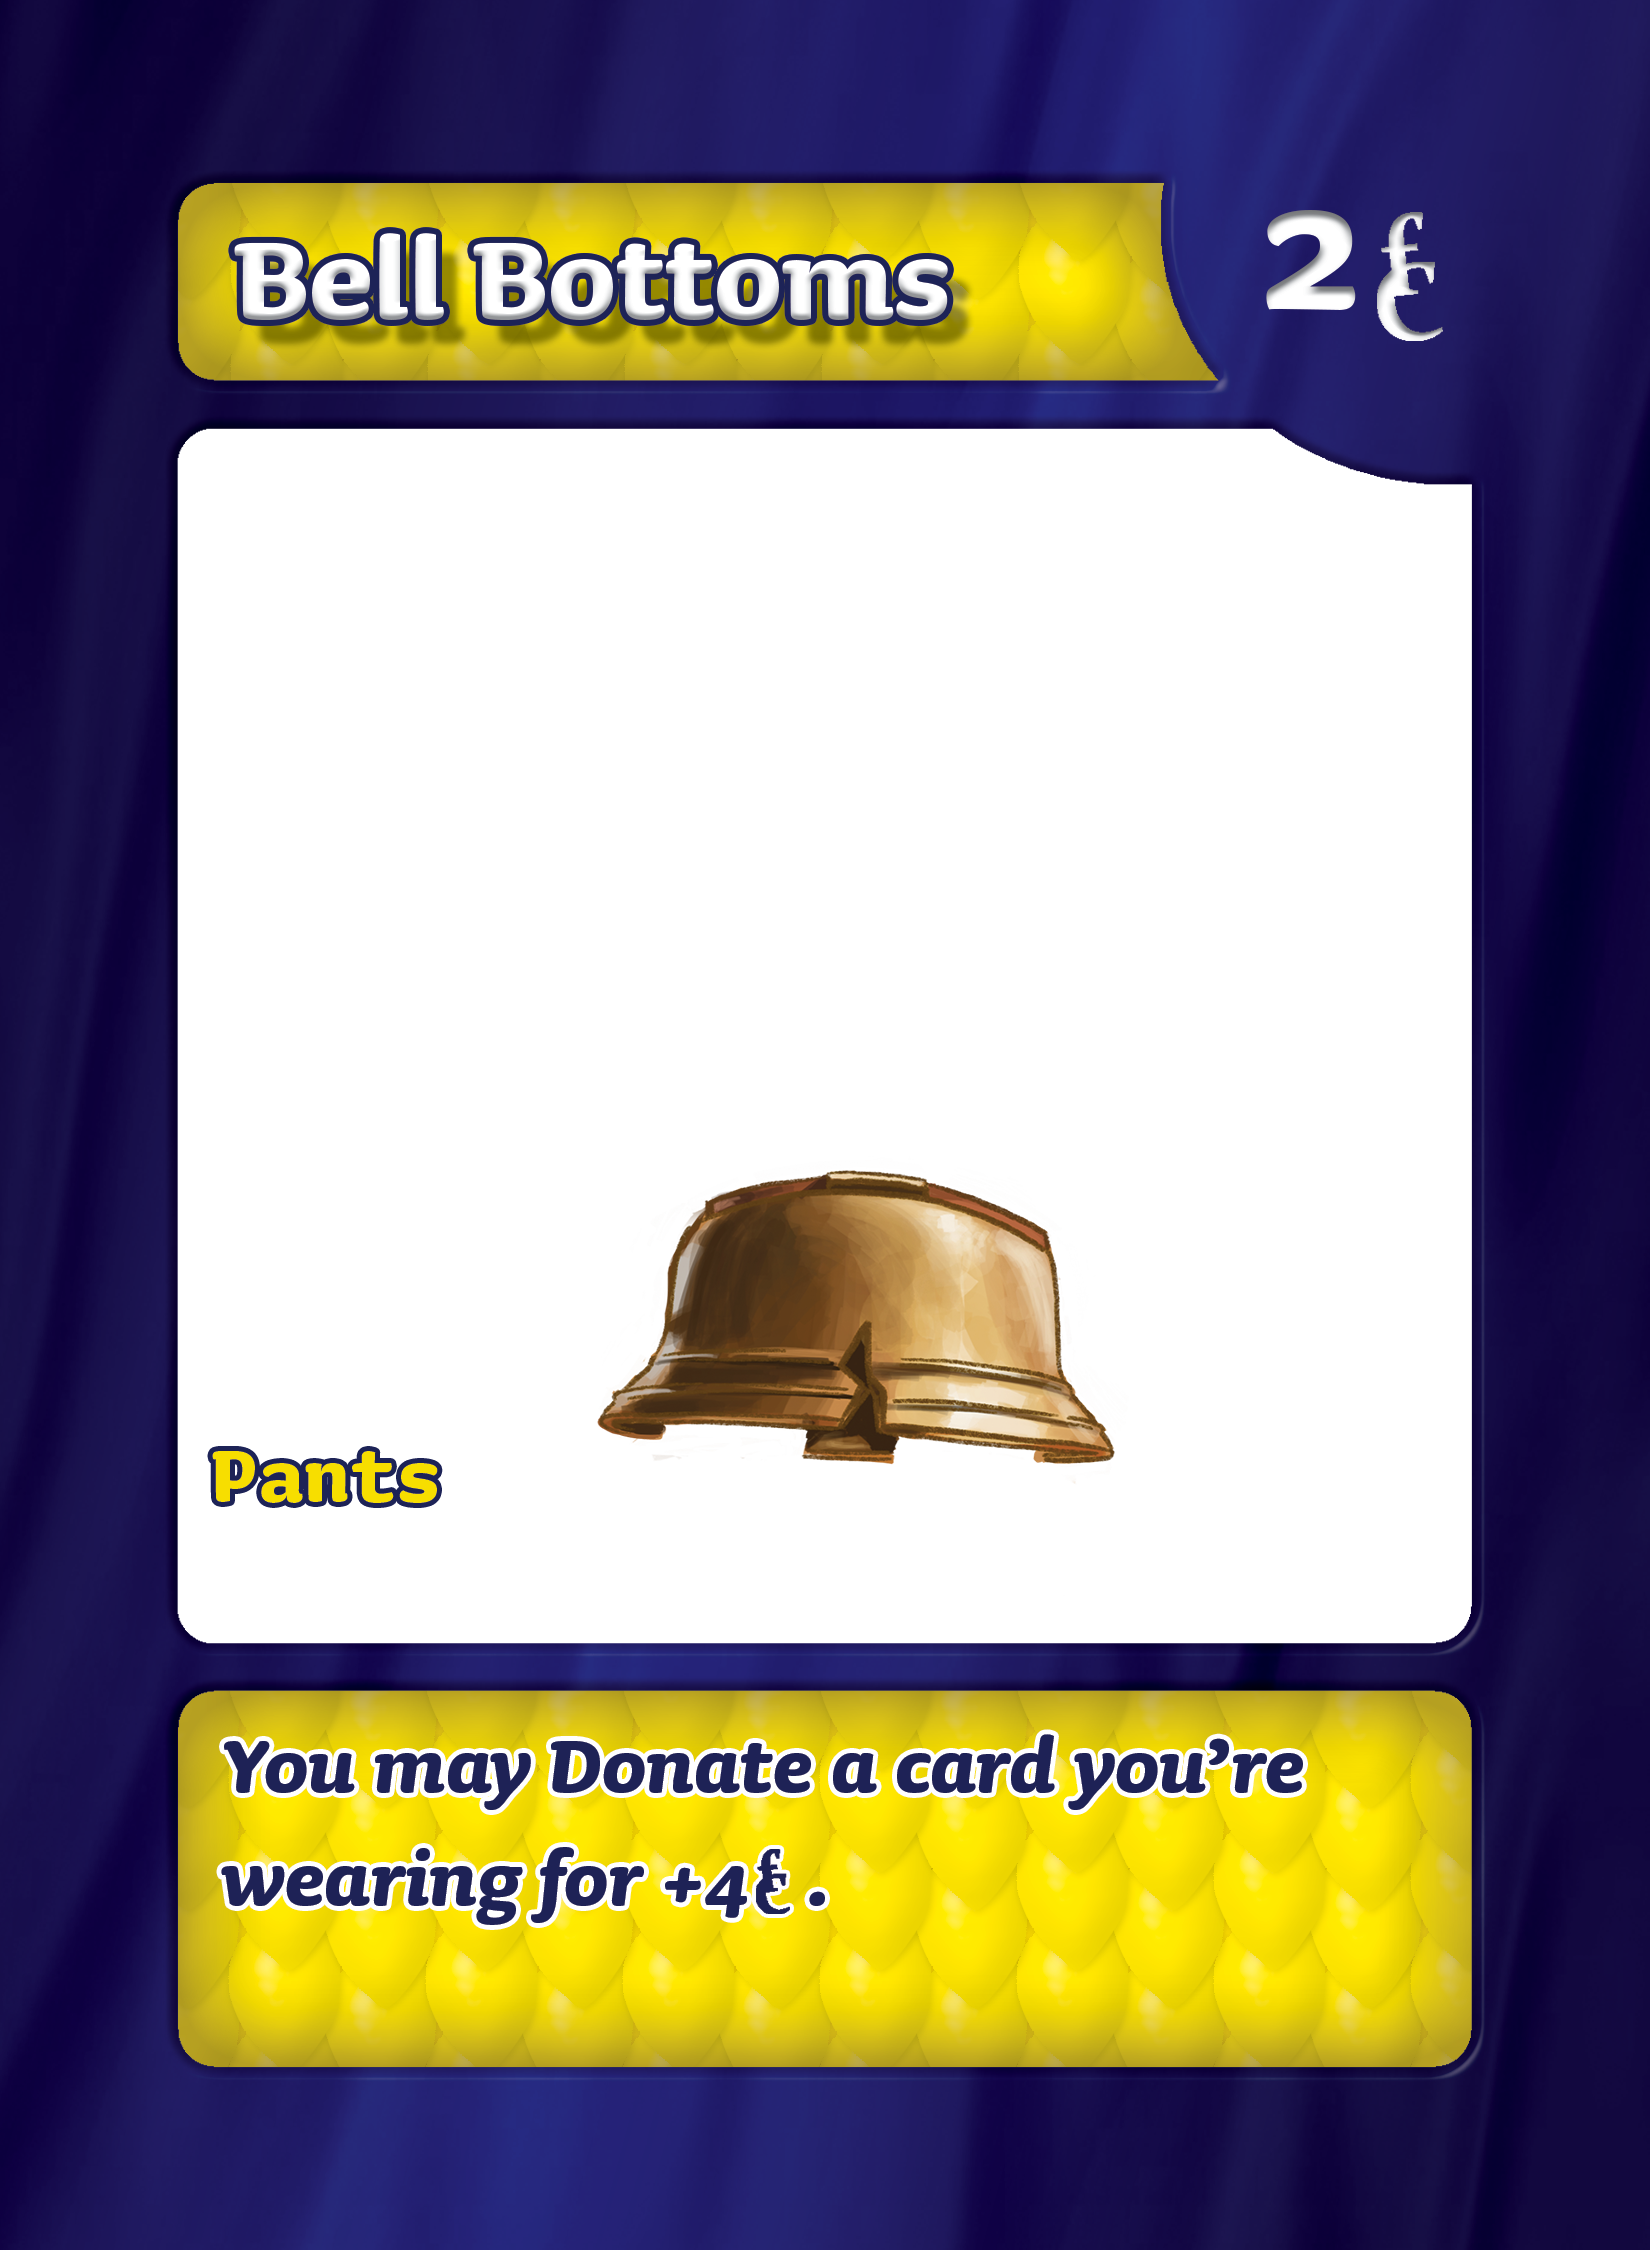 Bell Bottoms
2₠
Pants
You may Donate a card you’re
wearing for +4₠ .